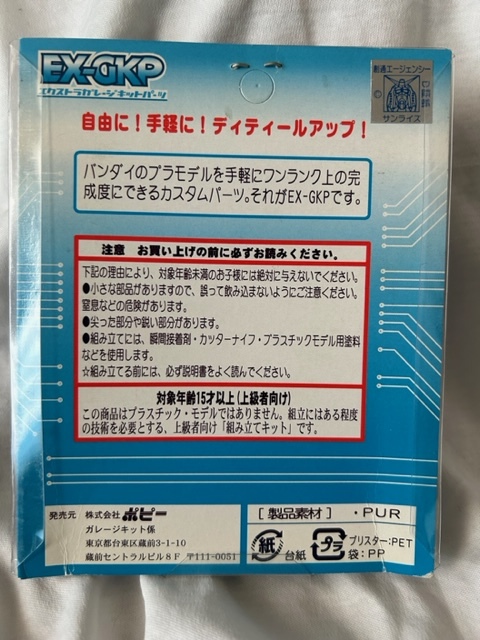 EX-GKP
エクストラガレージキットパーツ
創通エージェンシー
サンライズ
自由に！手軽に！ディティールアップ！
バンダイのプラモデルを手軽にワンランク上の完
成度にできるカスタムパーツ。それがEX-GKPです。
注意　お買い上げの前に必ずお読みください。
下記の理由により、対象年齢未満のお子様には絶対に与えないでください。
●小さな部品がありますので、誤って飲み込まないようにご注意ください。
窒息などの危険があります。
●尖った部分や鋭い部分があります。
●組み立てには、瞬間接着剤・カッターナイフ・プラスチックモデル用塗料
などを使用します。
☆組み立てる前には、必ず説明書をよく読んでください。
対象年齢15才以上(上級者向け)
この商品はプラスチック・モデルではありません。組立にはある程度
の技術を必要とする、上級者向け「組み立てキット」です。
発売元　株式会社 ポピー
ガレージキット係
東京都台東区蔵前3-1-10
蔵前セントラルビル8F 〒111-0051
[製品素材]　・PUR
紙 台紙
プラ ブリスター:PET
袋:PP